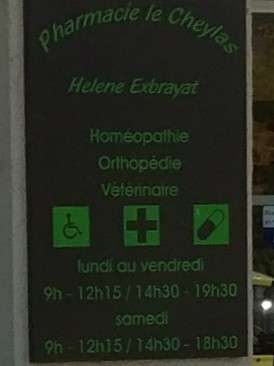 Pharmacie le Cheylas
Helene Exbrayat
Homéopathie
Orthopédie
Vétérinaire
lundi au vendredi
9h - 12h15 / 14h30 - 19h30
samedi
9h - 12h15 / 14h30 - 18h30